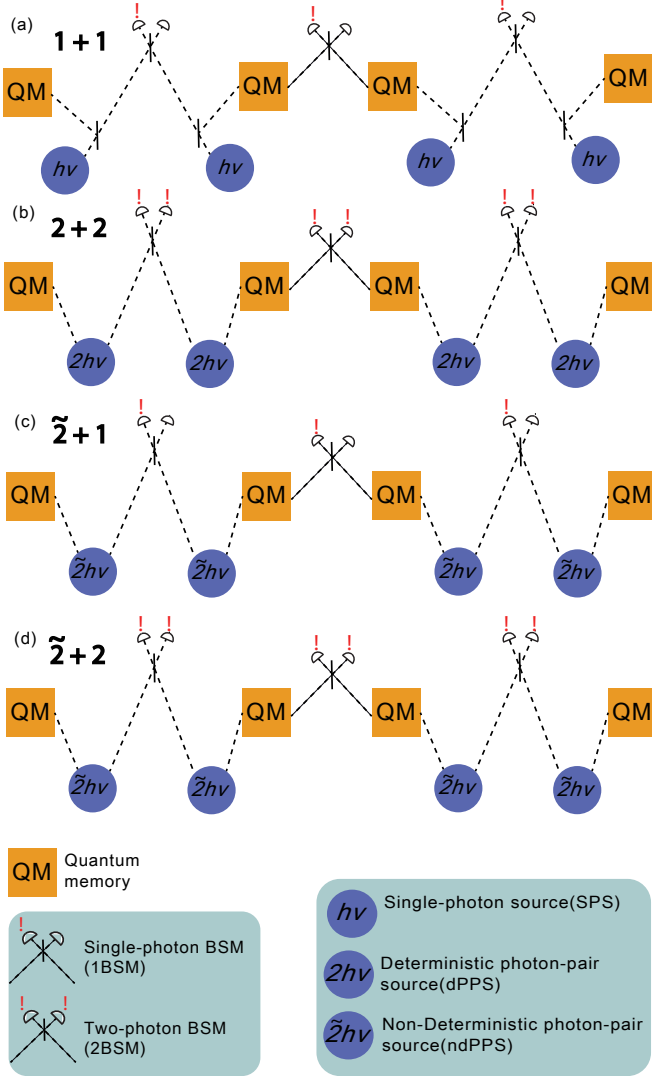 (a)
1 + 1
! ! !
QM QM QM QM
hν hν hν hν
(b)
2 + 2
! ! ! ! ! !
QM QM QM QM
2hν 2hν 2hν 2hν
(c)
2̃ + 1
! ! !
QM QM QM QM
2̃hν 2̃hν 2̃hν 2̃hν
(d)
2̃ + 2
! ! ! ! ! !
QM QM QM QM
2̃hν 2̃hν 2̃hν 2̃hν
QM
Quantum
memory
!
Single-photon BSM
(1BSM)
! !
Two-photon BSM
(2BSM)
hν
Single-photon source(SPS)
2hν
Deterministic photon-pair
source(dPPS)
2̃hν
Non-Deterministic photon-pair
source(ndPPS)